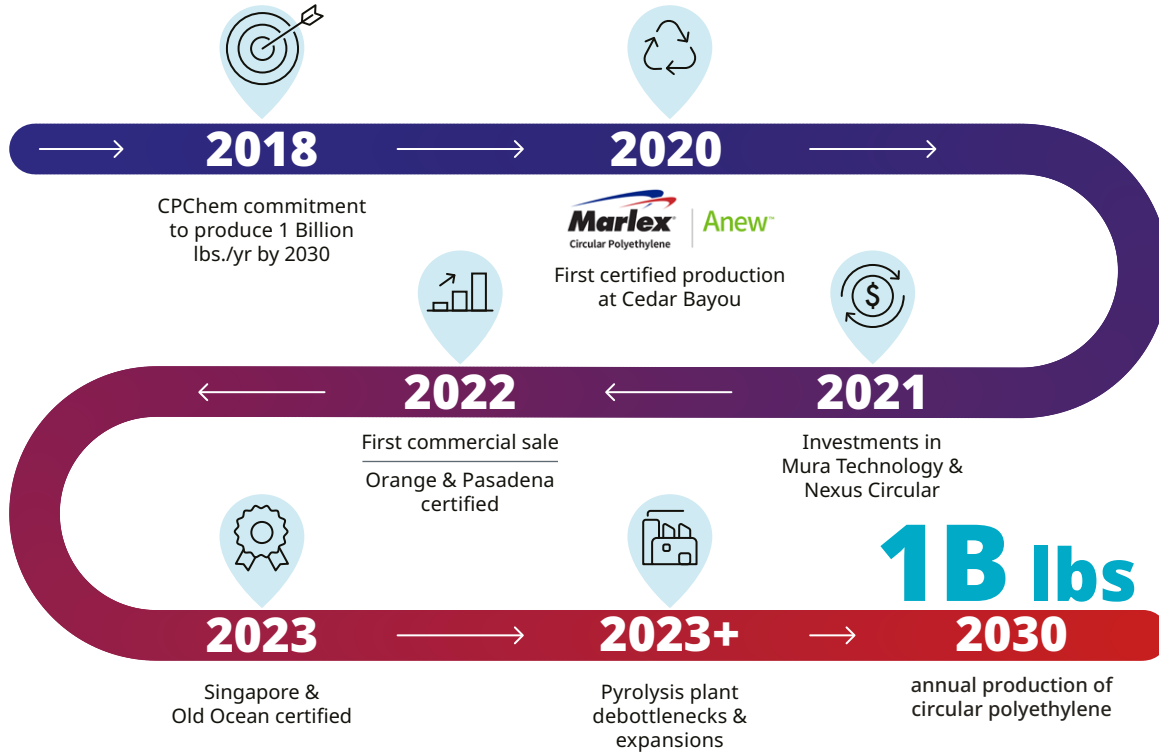 2018
CPChem commitment
to produce 1 Billion
lbs./yr by 2030
2020
Marlex® | Anew™
Circular Polyethylene
First certified production
at Cedar Bayou
$
2021
Investments in
Mura Technology &
Nexus Circular
2022
First commercial sale
Orange & Pasadena
certified
2023
Singapore &
Old Ocean certified
2023+
Pyrolysis plant
debottlenecks &
expansions
1B lbs
2030
annual production of
circular polyethylene